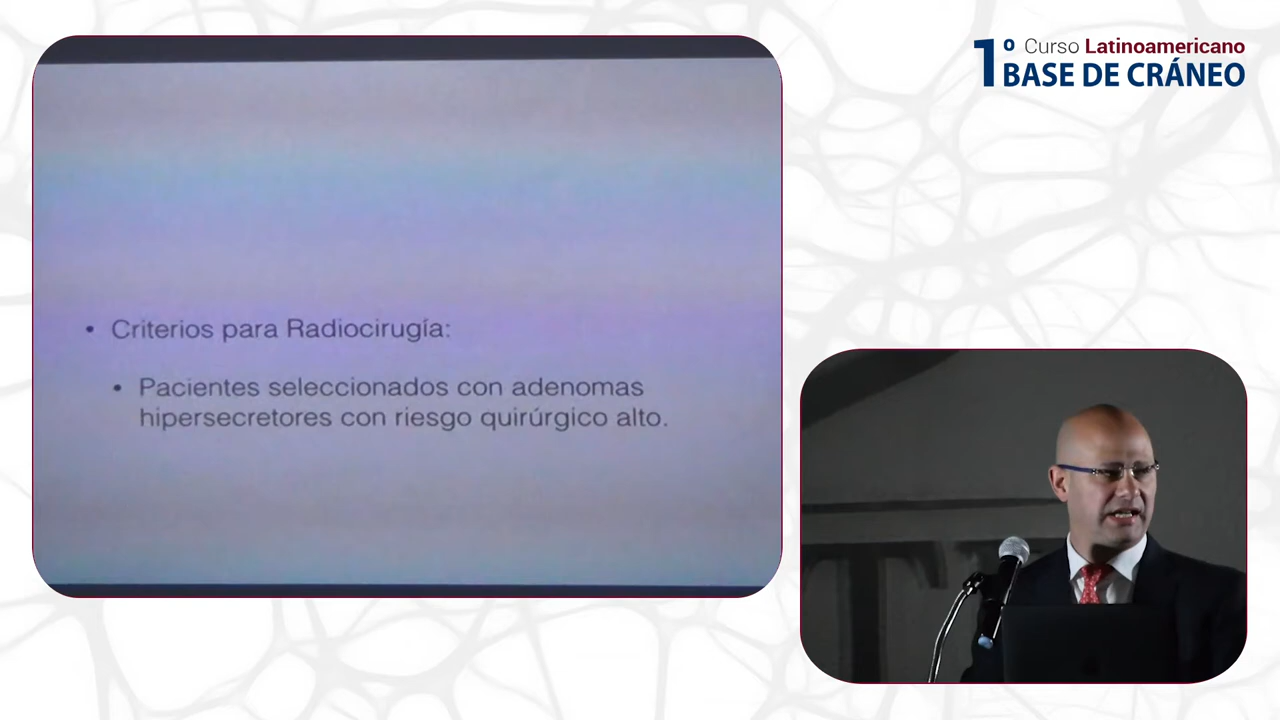 1º Curso Latinoamericano
BASE DE CRÁNEO
• Criterios para Radiocirugía:
• Pacientes seleccionados con adenomas
hipersecretores con riesgo quirúrgico alto.